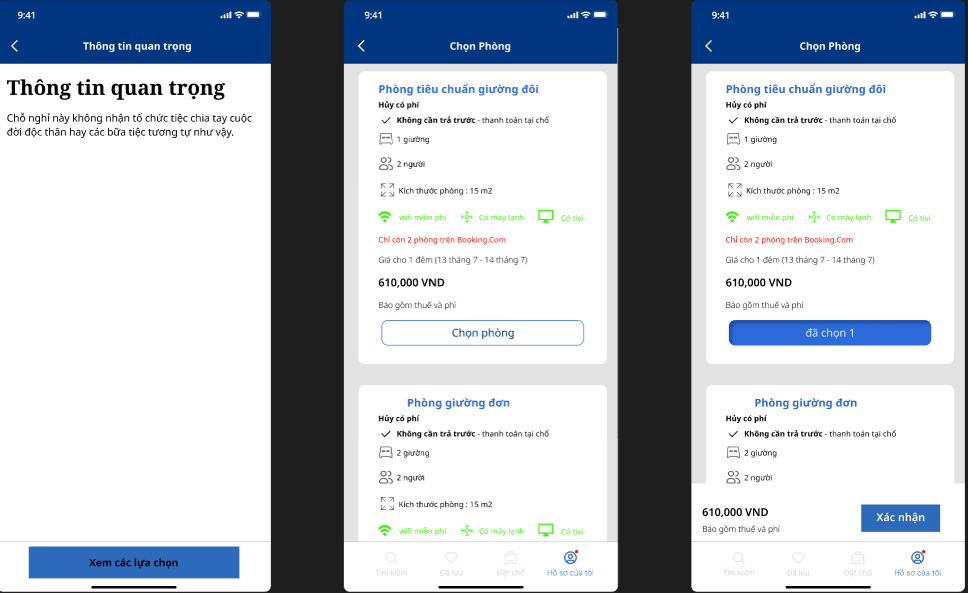 9:41
Thông tin quan trọng
Thông tin quan trọng
Chỗ nghỉ này không nhận tổ chức tiệc chia tay cuộc
đời độc thân hay các bữa tiệc tương tự như vậy.
Xem các lựa chọn
9:41
Chọn Phòng
Phòng tiêu chuẩn giường đôi
Hủy có phí
Không cần trả trước - thanh toán tại chỗ
1 giường
2 người
Kích thước phòng : 15 m2
wifi miễn phí Có máy lạnh Có tivi
Chỉ còn 2 phòng trên Booking.Com
Giá cho 1 đêm (13 tháng 7 - 14 tháng 7)
610,000 VND
Báo gồm thuế và phí
Chọn phòng
Phòng giường đơn
Hủy có phí
Không cần trả trước - thanh toán tại chỗ
2 giường
2 người
Kích thước phòng : 15 m2
wifi miễn phí Có máy lạnh Có tivi
Tìm kiếm Đã lưu Đặt chỗ Hồ sơ của tôi
9:41
Chọn Phòng
Phòng tiêu chuẩn giường đôi
Hủy có phí
Không cần trả trước - thanh toán tại chỗ
1 giường
2 người
Kích thước phòng : 15 m2
wifi miễn phí Có máy lạnh Có tivi
Chỉ còn 2 phòng trên Booking.Com
Giá cho 1 đêm (13 tháng 7 - 14 tháng 7)
610,000 VND
Báo gồm thuế và phí
đã chọn 1
Phòng giường đơn
Hủy có phí
Không cần trả trước - thanh toán tại chỗ
2 giường
2 người
610,000 VND
Báo gồm thuế và phí
Xác nhận
Tìm kiếm Đã lưu Đặt chỗ Hồ sơ của tôi